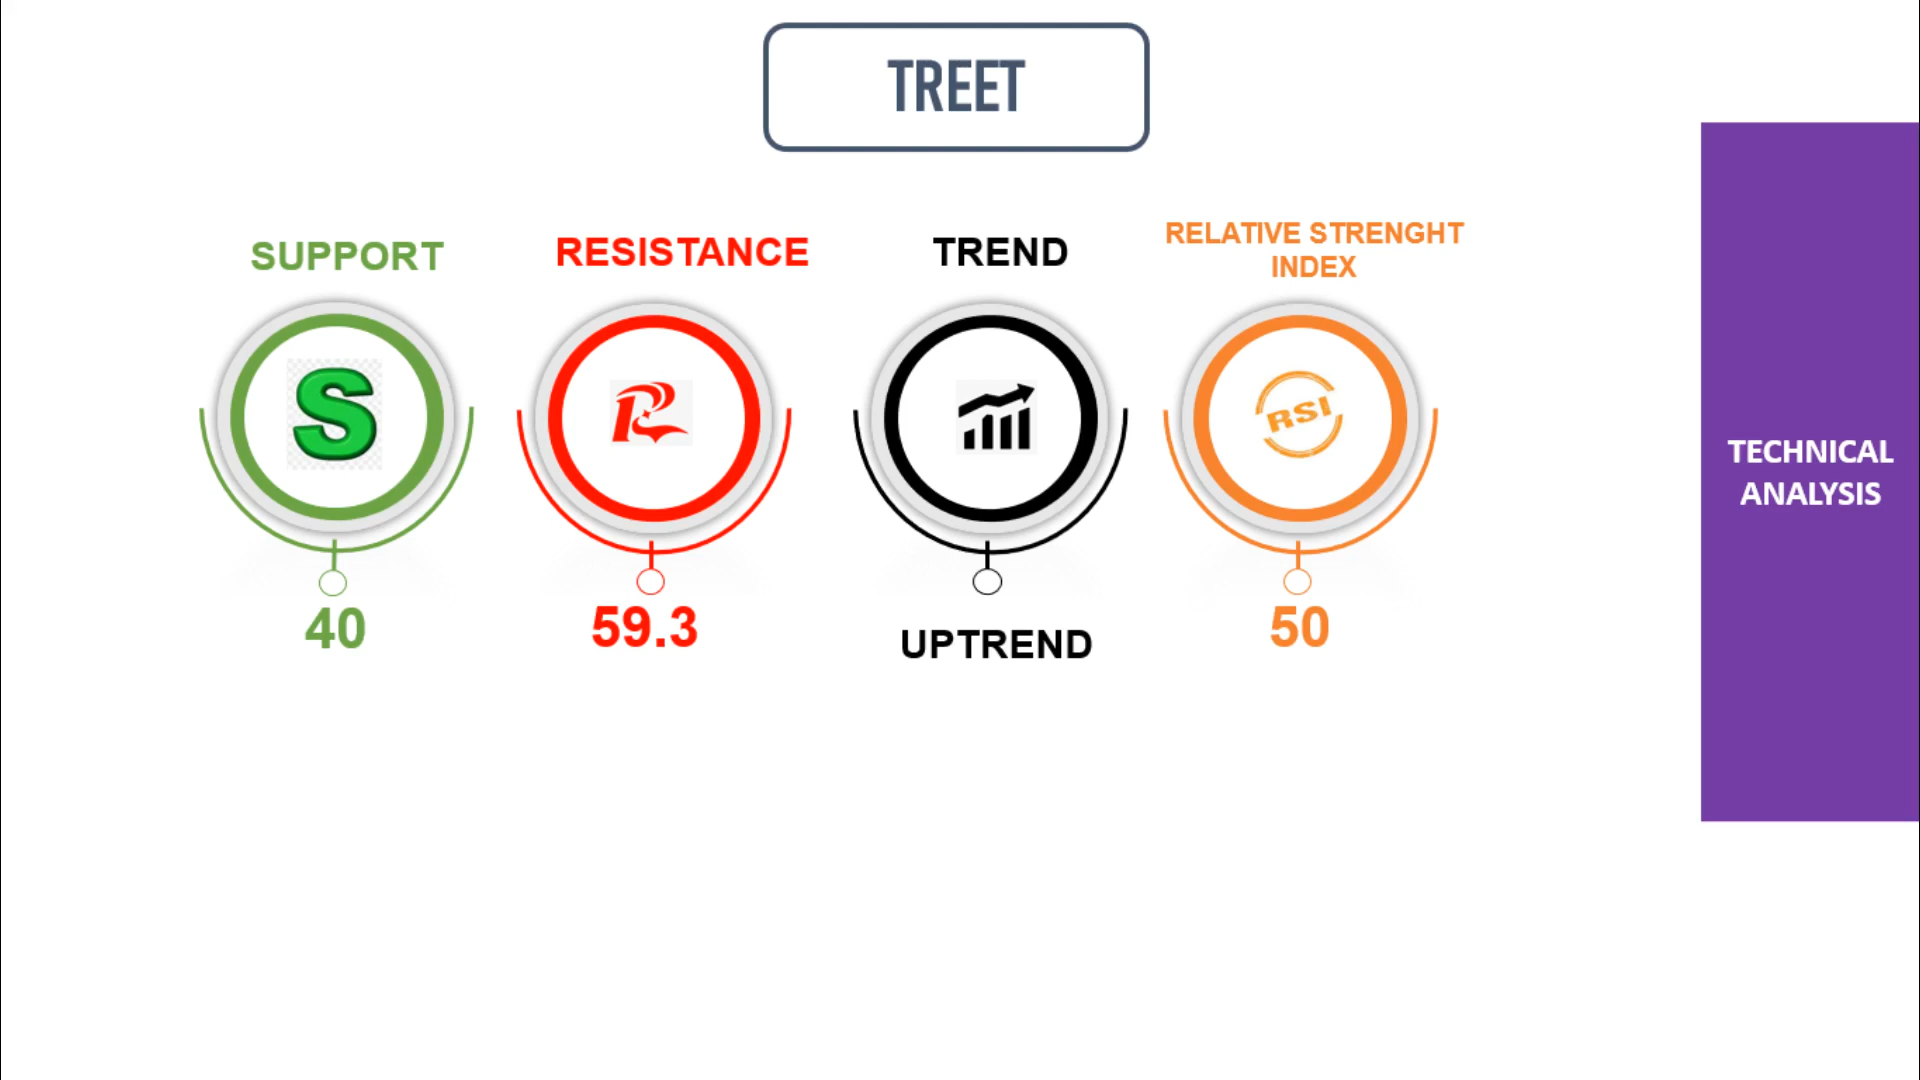 TREET
SUPPORT
RESISTANCE
TREND
RELATIVE STRENGHT
INDEX
S
R
RSI
40
59.3
UPTREND
50
TECHNICAL
ANALYSIS